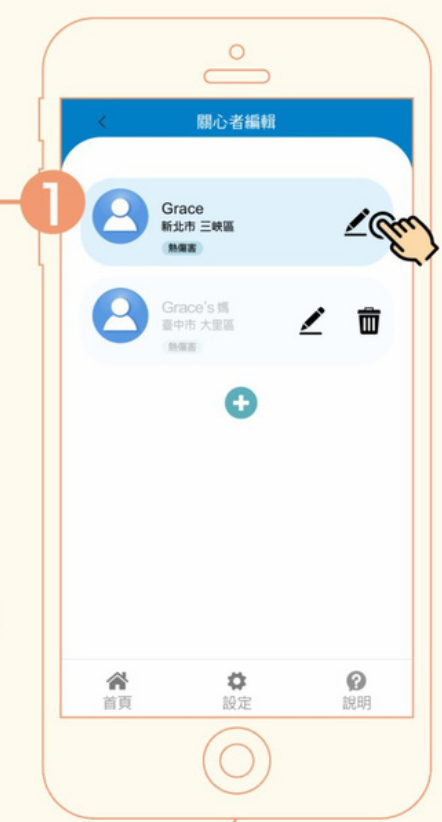 關心者編輯
1
Grace
新北市 三峽區
熱傷害
Grace's 媽
臺中市 大里區
熱傷害
首頁
設定
說明